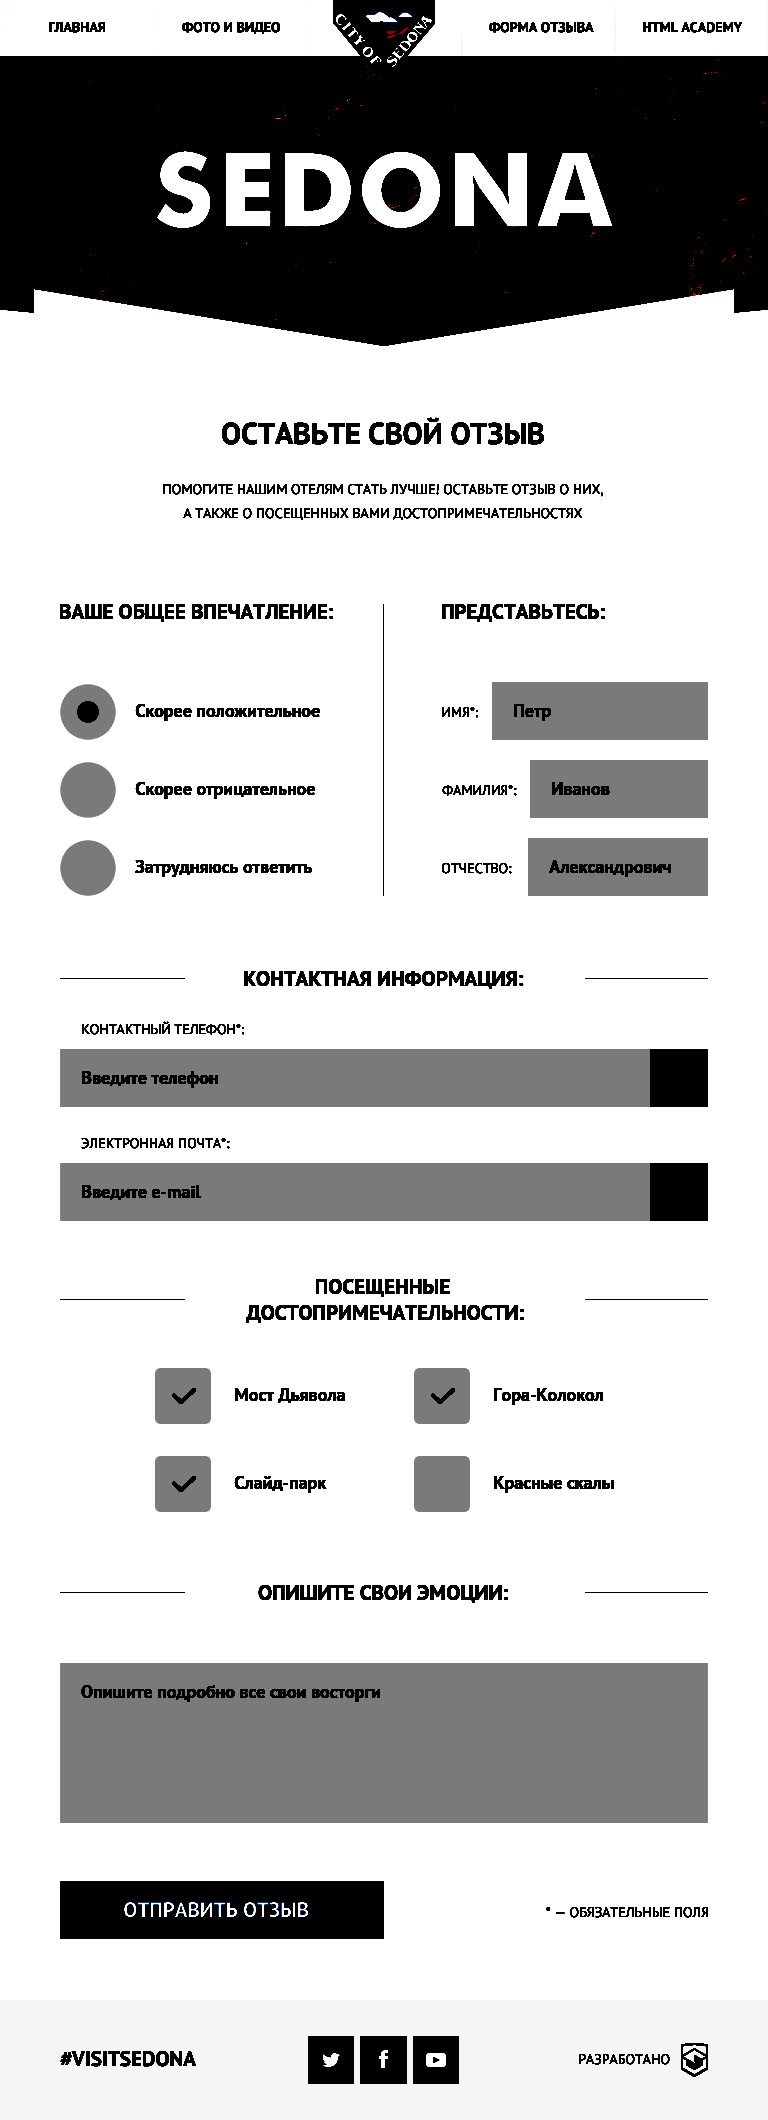 ГЛАВНАЯ
ФОТО И ВИДЕО
CITY OF SEDONA
ФОРМА ОТЗЫВА
HTML ACADEMY
SEDONA
ОСТАВЬТЕ СВОЙ ОТЗЫВ
ПОМОГИТЕ НАШИМ ОТЕЛЯМ СТАТЬ ЛУЧШЕ! ОСТАВЬТЕ ОТЗЫВ О НИХ,
А ТАКЖЕ О ПОСЕЩЕННЫХ ВАМИ ДОСТОПРИМЕЧАТЕЛЬНОСТЯХ
ВАШЕ ОБЩЕЕ ВПЕЧАТЛЕНИЕ:
Скорее положительное
Скорее отрицательное
Затрудняюсь ответить
ПРЕДСТАВЬТЕСЬ:
ИМЯ*: Петр
ФАМИЛИЯ*: Иванов
ОТЧЕСТВО: Александрович
КОНТАКТНАЯ ИНФОРМАЦИЯ:
КОНТАКТНЫЙ ТЕЛЕФОН*:
Введите телефон
ЭЛЕКТРОННАЯ ПОЧТА*:
Введите e-mail
ПОСЕЩЕННЫЕ
ДОСТОПРИМЕЧАТЕЛЬНОСТИ:
Мост Дьявола
Гора-Колокол
Слайд-парк
Красные скалы
ОПИШИТЕ СВОИ ЭМОЦИИ:
Опишите подробно все свои восторги
ОТПРАВИТЬ ОТЗЫВ
* — ОБЯЗАТЕЛЬНЫЕ ПОЛЯ
#VISITSEDONA
РАЗРАБОТАНО